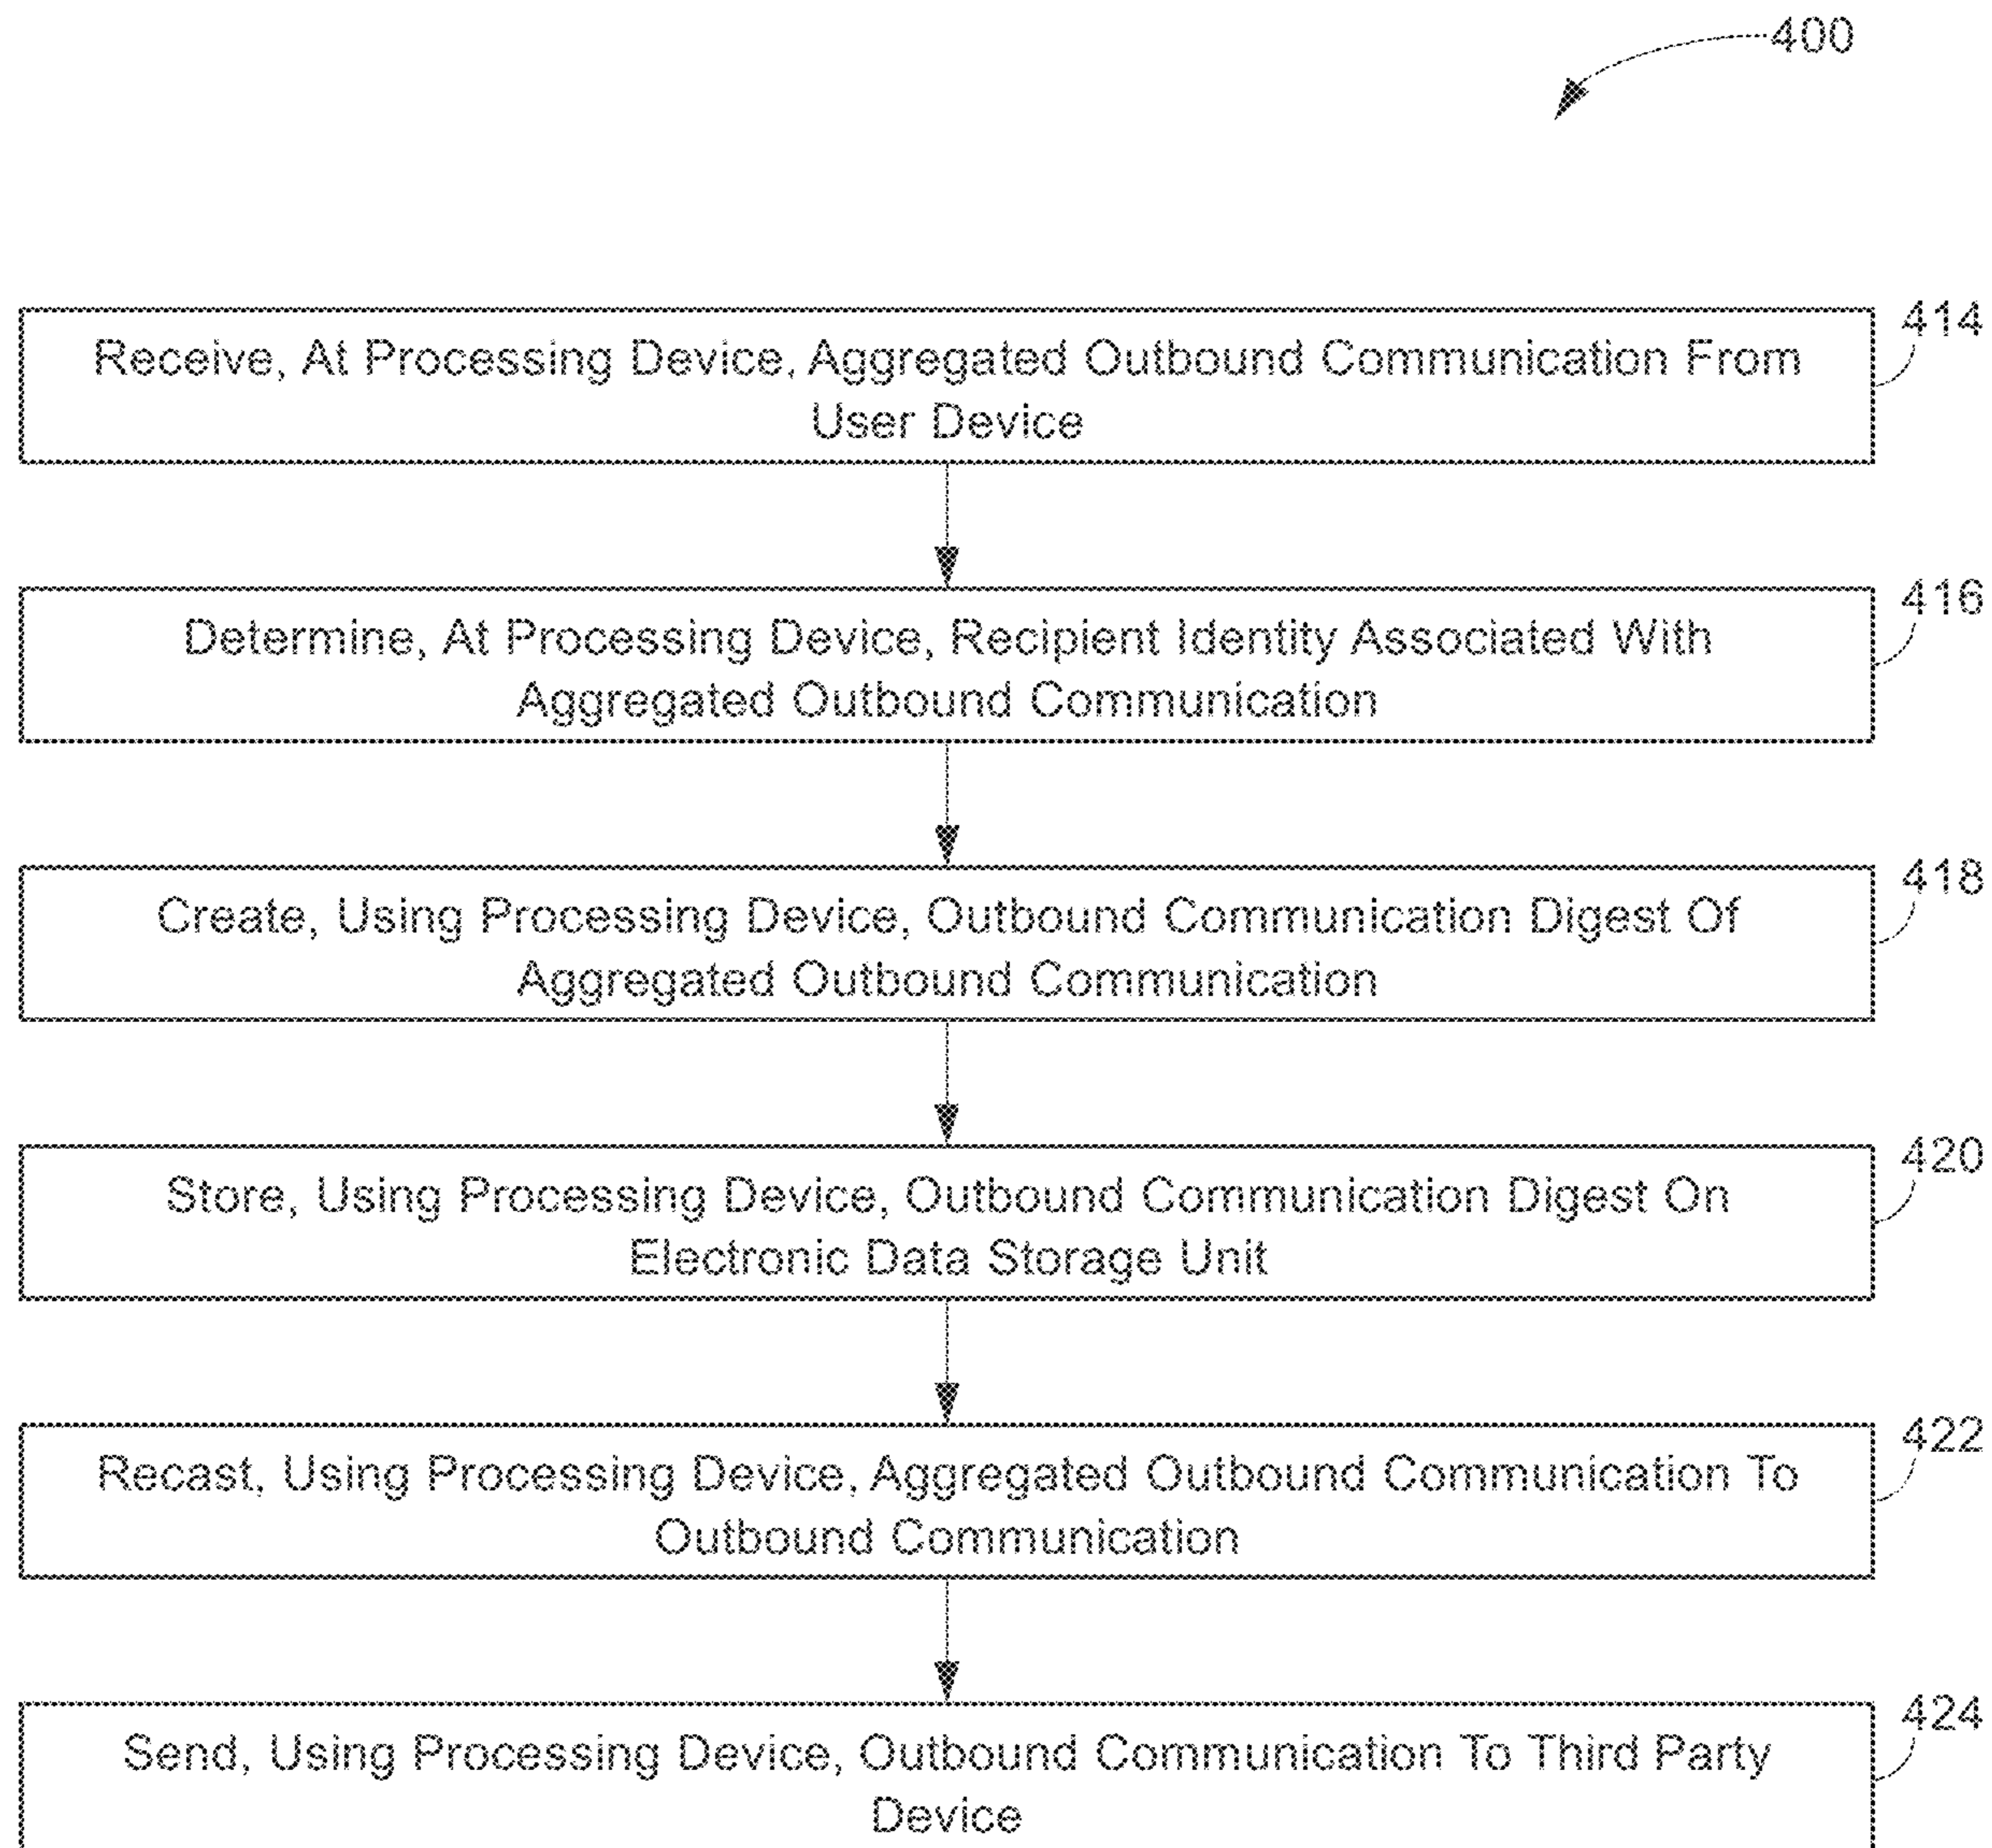 400
414
Receive, At Processing Device, Aggregated Outbound Communication From
User Device
416
Determine, At Processing Device, Recipient Identity Associated With
Aggregated Outbound Communication
418
Create, Using Processing Device, Outbound Communication Digest Of
Aggregated Outbound Communication
420
Store, Using Processing Device, Outbound Communication Digest On
Electronic Data Storage Unit
422
Recast, Using Processing Device, Aggregated Outbound Communication To
Outbound Communication
424
Send, Using Processing Device, Outbound Communication To Third Party
Device